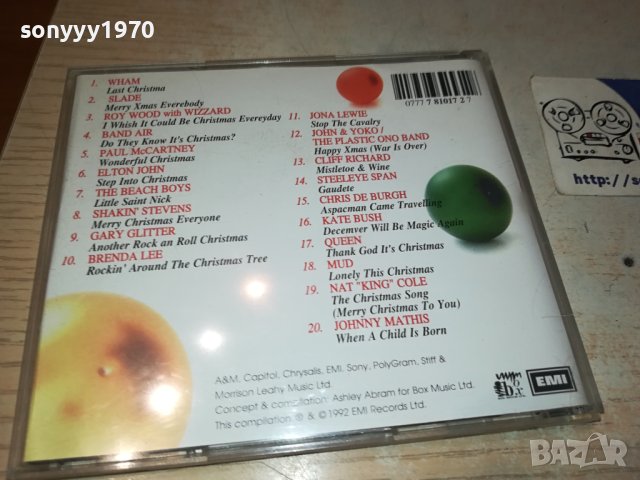 sonyyy1970
0777 7 81017 2 7
1. WHAM
Last Christma
2. SLADE
Merry Xmas Everebody
3. ROY WOOD with WIZZARD
I Whish It Could Be Christmas Evereyday
4. BAND AIR
Do They Know It's Christmas?
5. PAUL McCARTNEY
Wonderful Christmas
6. ELTON JOHN
Step Into Christmas
7. THE BEACH BOYS
Little Saint Nick
8. SHAKIN' STEVENS
Merry Christmas Everyone
9. GARY GLITTER
Another Rock an Roll Christmas
10. BRENDA LEE
Rockin' Around The Christmas Tree
11. JONA LEWIE
Stop The Cavalry
12. JOHN & YOKO /
THE PLASTIC ONO BAND
Happy Xmas (War Is Over)
13. CLIFF RICHARD
Mistletoe & Wine
14. STEELEYE SPAN
Gaudete
15. CHRIS DE BURGH
Aspacman Came Travelling
16. KATE BUSH
Decemver Will Be Magic Again
17. QUEEN
Thank God It's Christmas
18. MUD
Lonely This Christmas
19. NAT "KING" COLE
The Christmas Song
(Merry Christmas To You)
20. JOHNNY MATHIS
When A Child Is Born
A&M, Capitol, Chrysalis, EMI, Sony, PolyGram, Stiff &
Morrison Leahy Music Ltd.
Concept & compilation: Ashley Abram for Box Music Ltd.
This compilation ℗ & © 1992 EMI Records Ltd.
EMI
http://s
BAZAR
bg